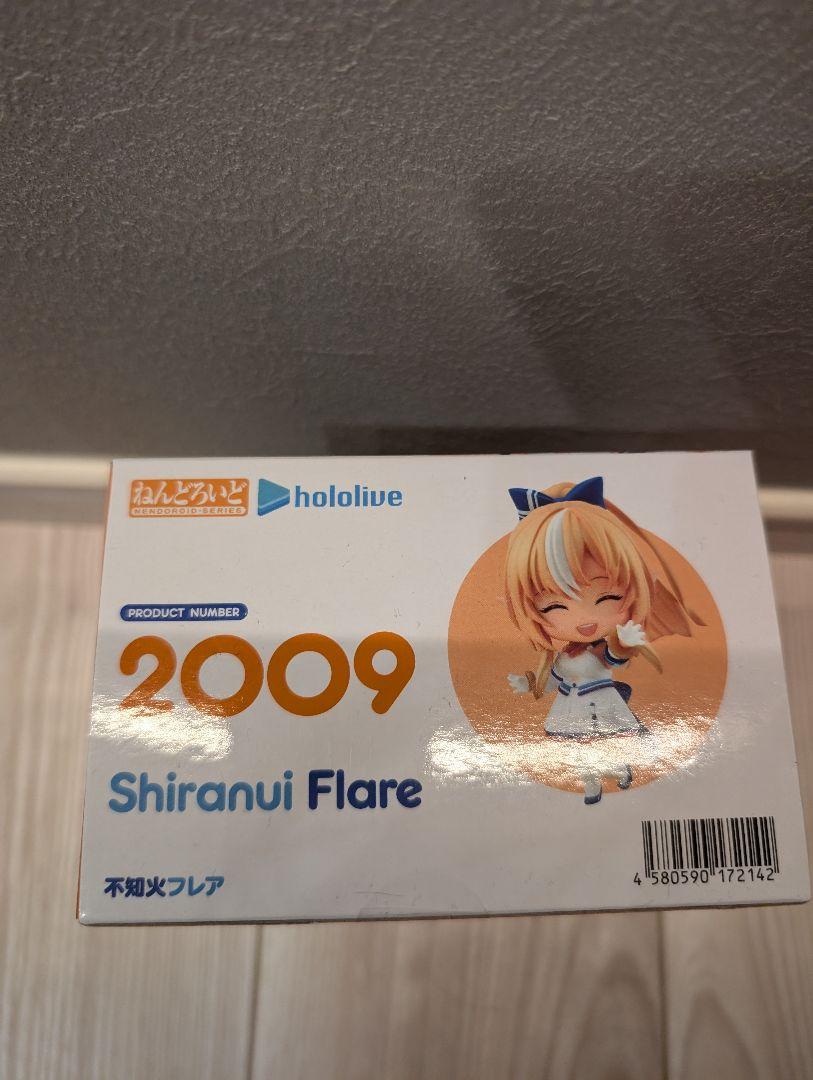 ねんどろいど
NENDOROID-SERIES
hololive
PRODUCT NUMBER
2009
Shiranui Flare
不知火フレア
4 580590 172142